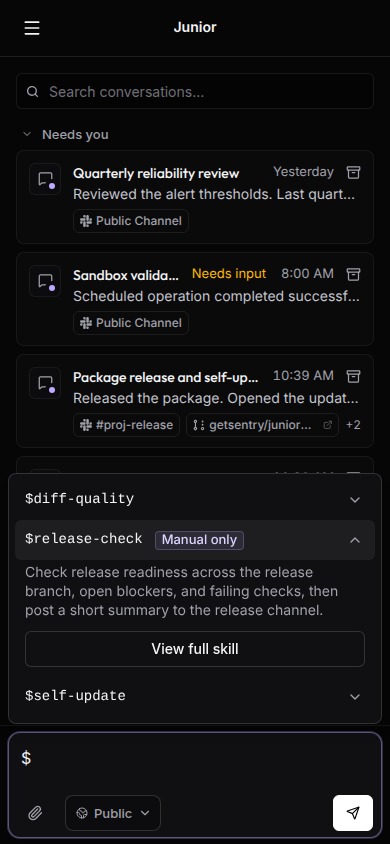 Junior
Search conversations...
Needs you
Quarterly reliability review Yesterday
Reviewed the alert thresholds. Last quart...
Public Channel
Sandbox valida... Needs input 8:00 AM
Scheduled operation completed successf...
Public Channel
Package release and self-up... 10:39 AM
Released the package. Opened the updat...
#proj-release getsentry/junior... +2
$diff-quality
$release-check Manual only
Check release readiness across the release
branch, open blockers, and failing checks, then
post a short summary to the release channel.
View full skill
$self-update
$
Public